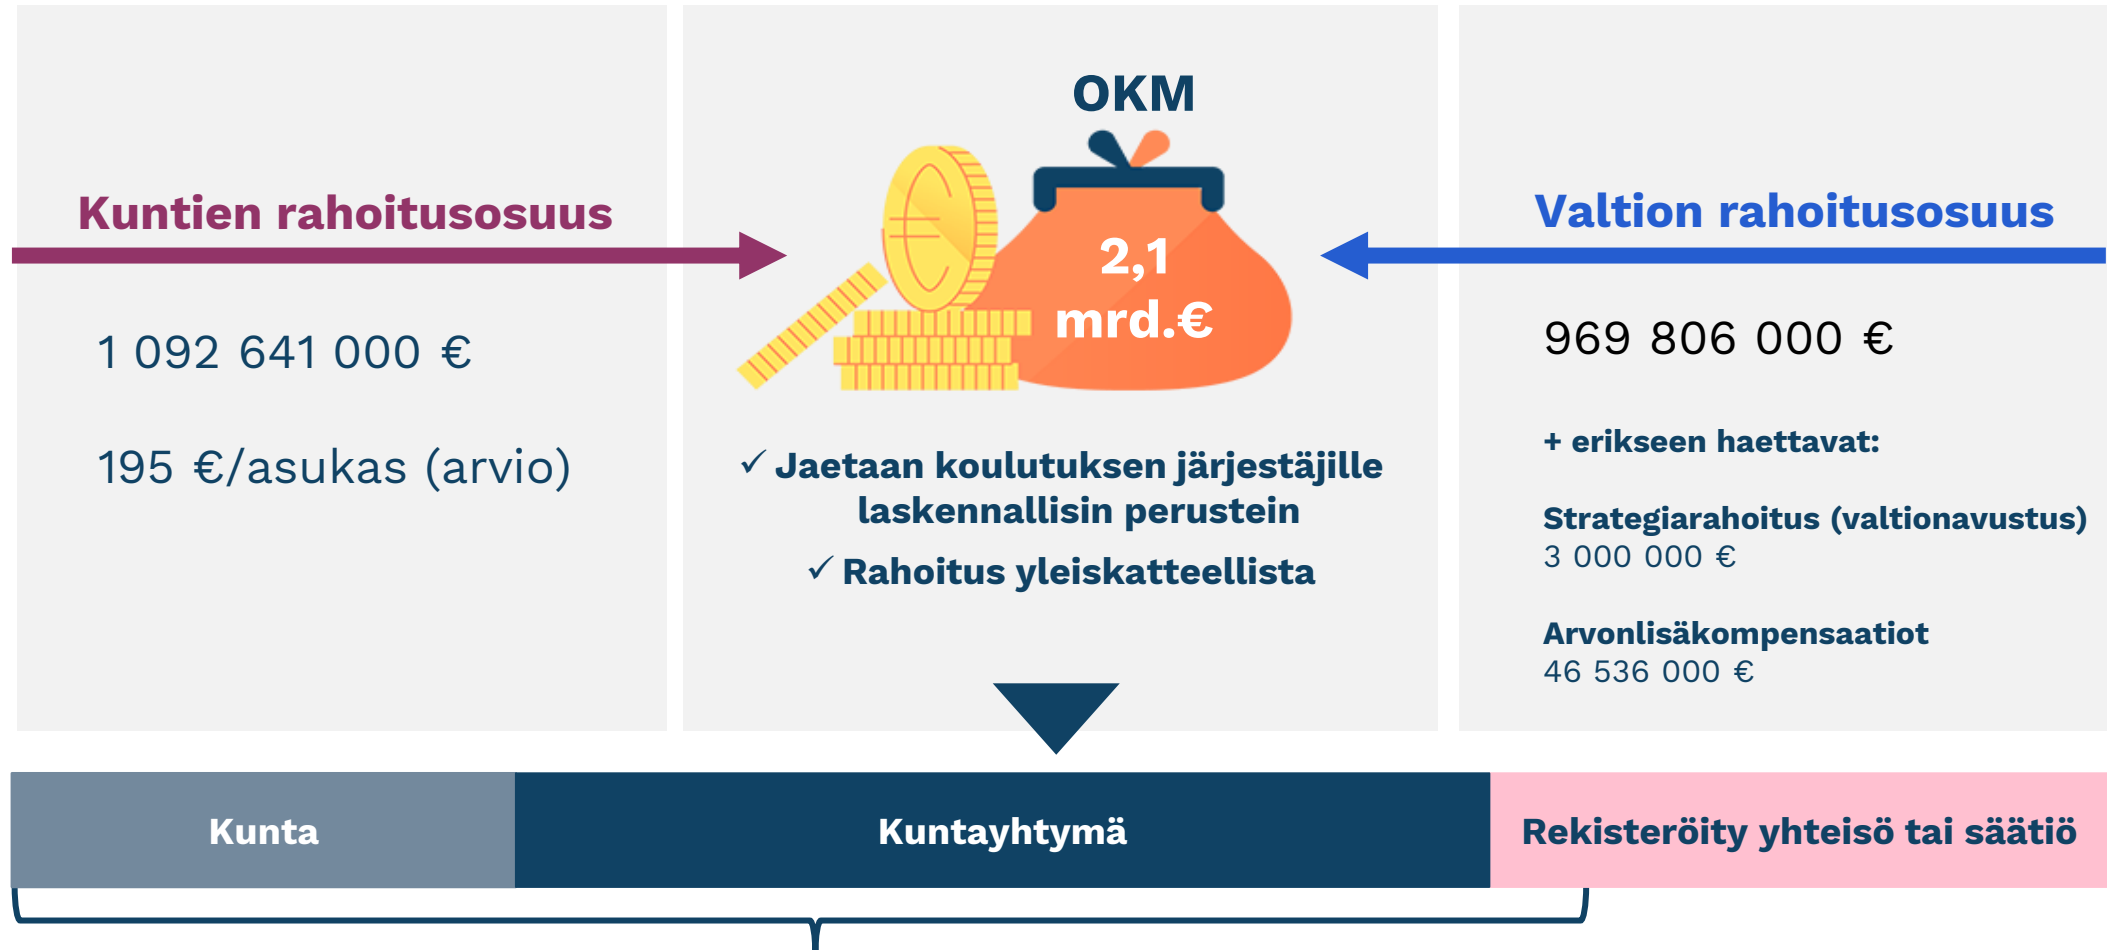 Kuntien rahoitusosuus
1 092 641 000 €
195 €/asukas (arvio)
OKM
2,1
mrd.€
✓ Jaetaan koulutuksen järjestäjille
laskennallisin perustein
✓ Rahoitus yleiskatteellista
Valtion rahoitusosuus
969 806 000 €
+ erikseen haettavat:
Strategiarahoitus (valtionavustus)
3 000 000 €
Arvonlisäkompensaatiot
46 536 000 €
Kunta
Kuntayhtymä
Rekisteröity yhteisö tai säätiö